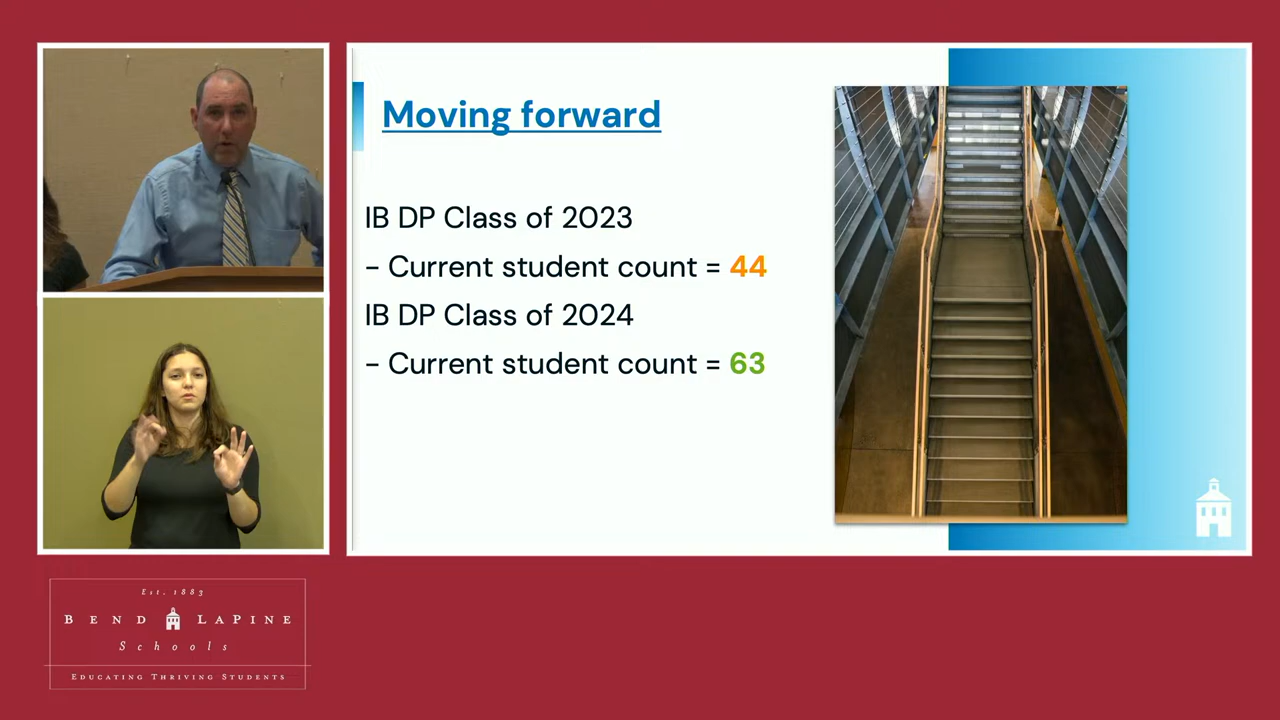 Moving forward
IB DP Class of 2023
- Current student count = 44
IB DP Class of 2024
- Current student count = 63
Est. 1883
BEND LAPINE
Schools
EDUCATING THRIVING STUDENTS